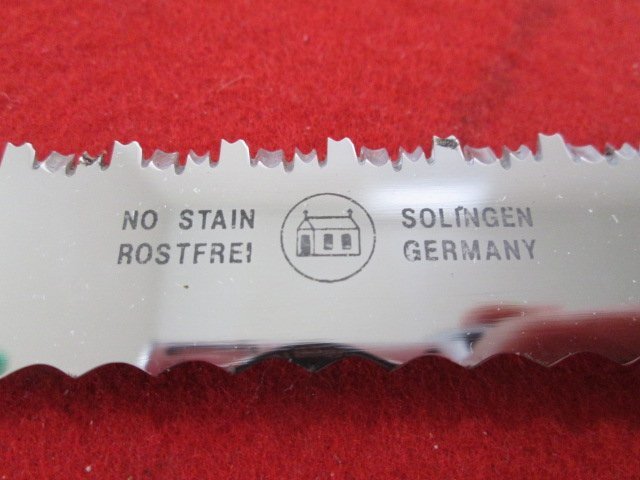 NO STAIN
ROSTFREI
SOLINGEN
GERMANY